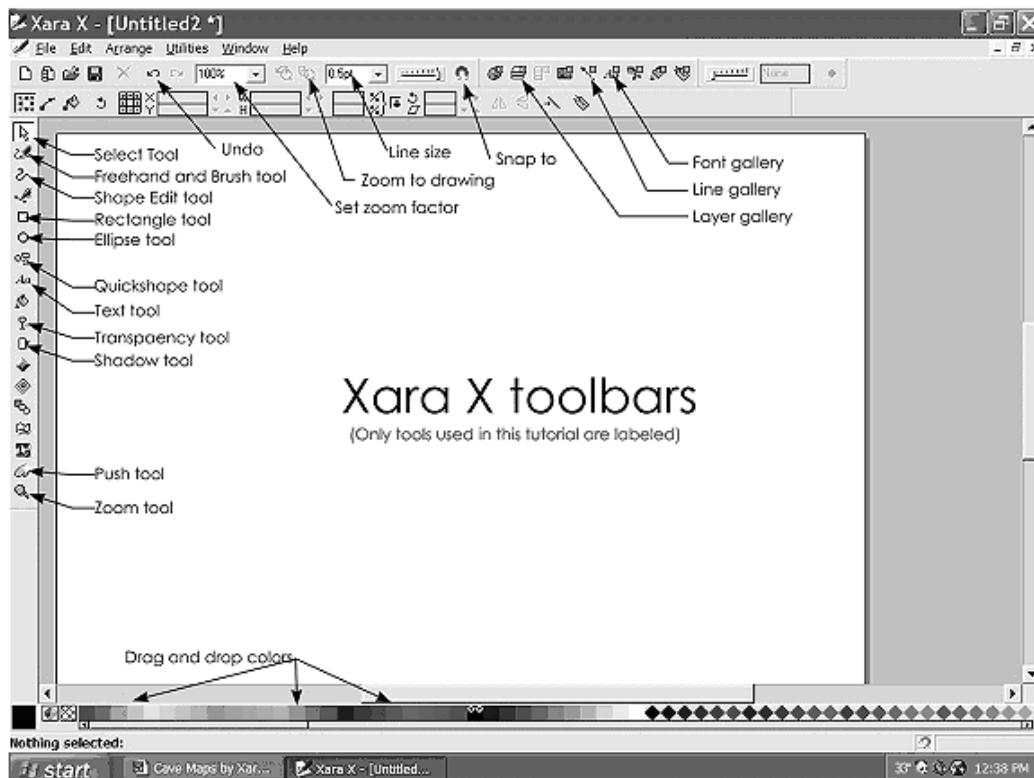 Xara X - [Untitled2 *]
File Edit Arrange Utilities Window Help
100%
0.5pt
None
X
Y
W
H
Select Tool
Undo
Line size
Snap to
Font gallery
Freehand and Brush tool
Zoom to drawing
Line gallery
Shape Edit tool
Set zoom factor
Layer gallery
Rectangle tool
Ellipse tool
Quickshape tool
Text tool
Transpaency tool
Shadow tool
Xara X toolbars
(Only tools used in this tutorial are labeled)
Push tool
Zoom tool
Drag and drop colors
Nothing selected:
start
Cave Maps by Xar...
Xara X - [Untitled...
33°
12:38 PM